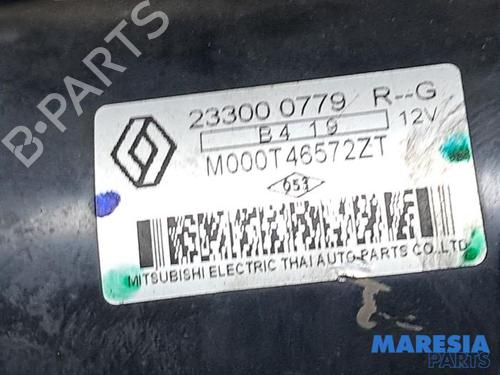 B-PARTS
23300 0779 R--G
B4 19 12V
M000T46572ZT
053
MITSUBISHI ELECTRIC THAI AUTO-PARTS CO.,LTD.
MARESIA
PARTS